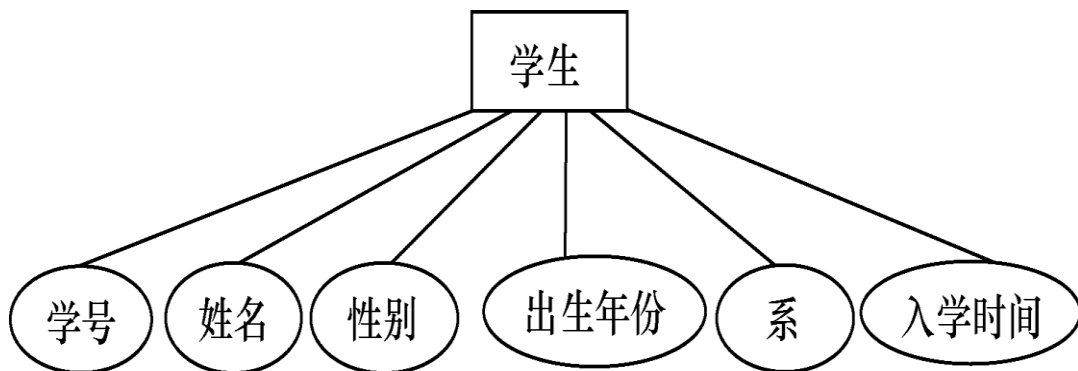 学生
学号
姓名
性别
出生年份
系
入学时间